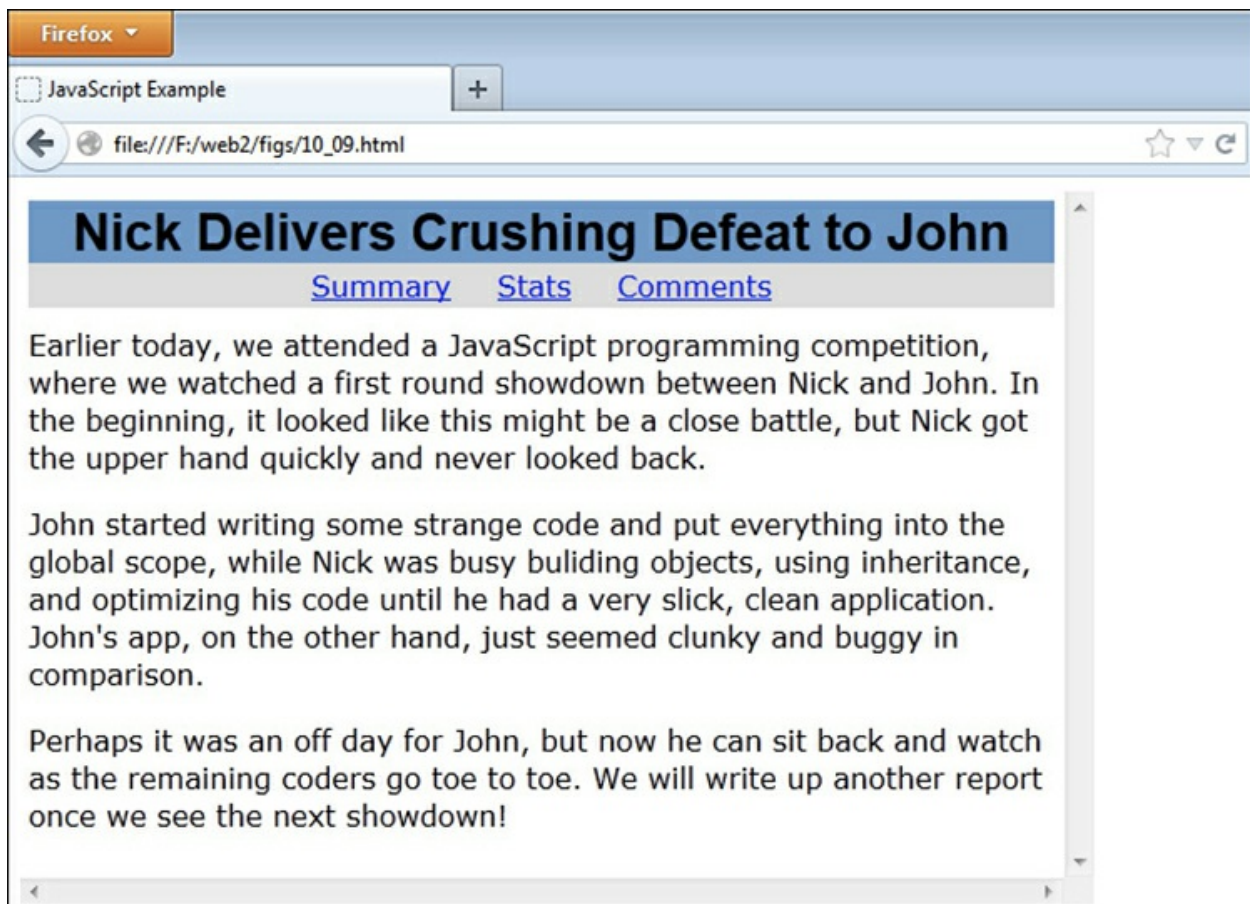 Firefox
JavaScript Example
file:///F:/web2/figs/10_09.html
Nick Delivers Crushing Defeat to John
Summary Stats Comments
Earlier today, we attended a JavaScript programming competition,
where we watched a first round showdown between Nick and John. In
the beginning, it looked like this might be a close battle, but Nick got
the upper hand quickly and never looked back.
John started writing some strange code and put everything into the
global scope, while Nick was busy buliding objects, using inheritance,
and optimizing his code until he had a very slick, clean application.
John's app, on the other hand, just seemed clunky and buggy in
comparison.
Perhaps it was an off day for John, but now he can sit back and watch
as the remaining coders go toe to toe. We will write up another report
once we see the next showdown!